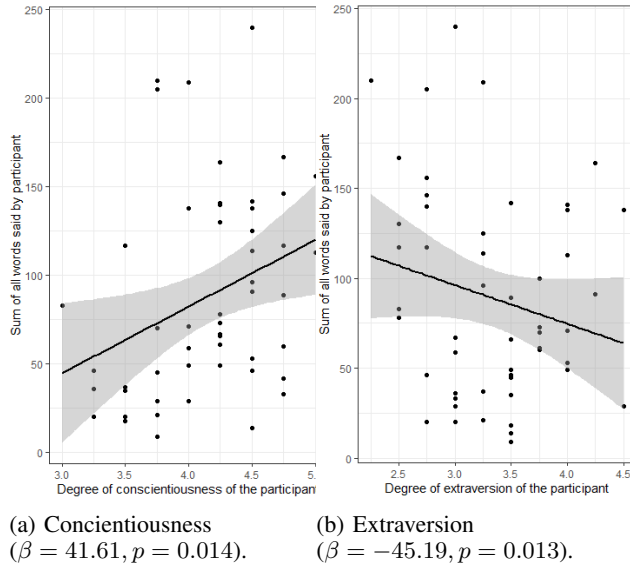 250
200
150
100
50
0
Sum of all words said by participant
3.0 3.5 4.0 4.5 5.
Degree of conscientiousness of the participant
250
200
150
100
50
0
Sum of all words said by participant
2.5 3.0 3.5 4.0 4.5
Degree of extraversion of the participant
(a) Concientiousness
(β = 41.61, p = 0.014).
(b) Extraversion
(β = −45.19, p = 0.013).